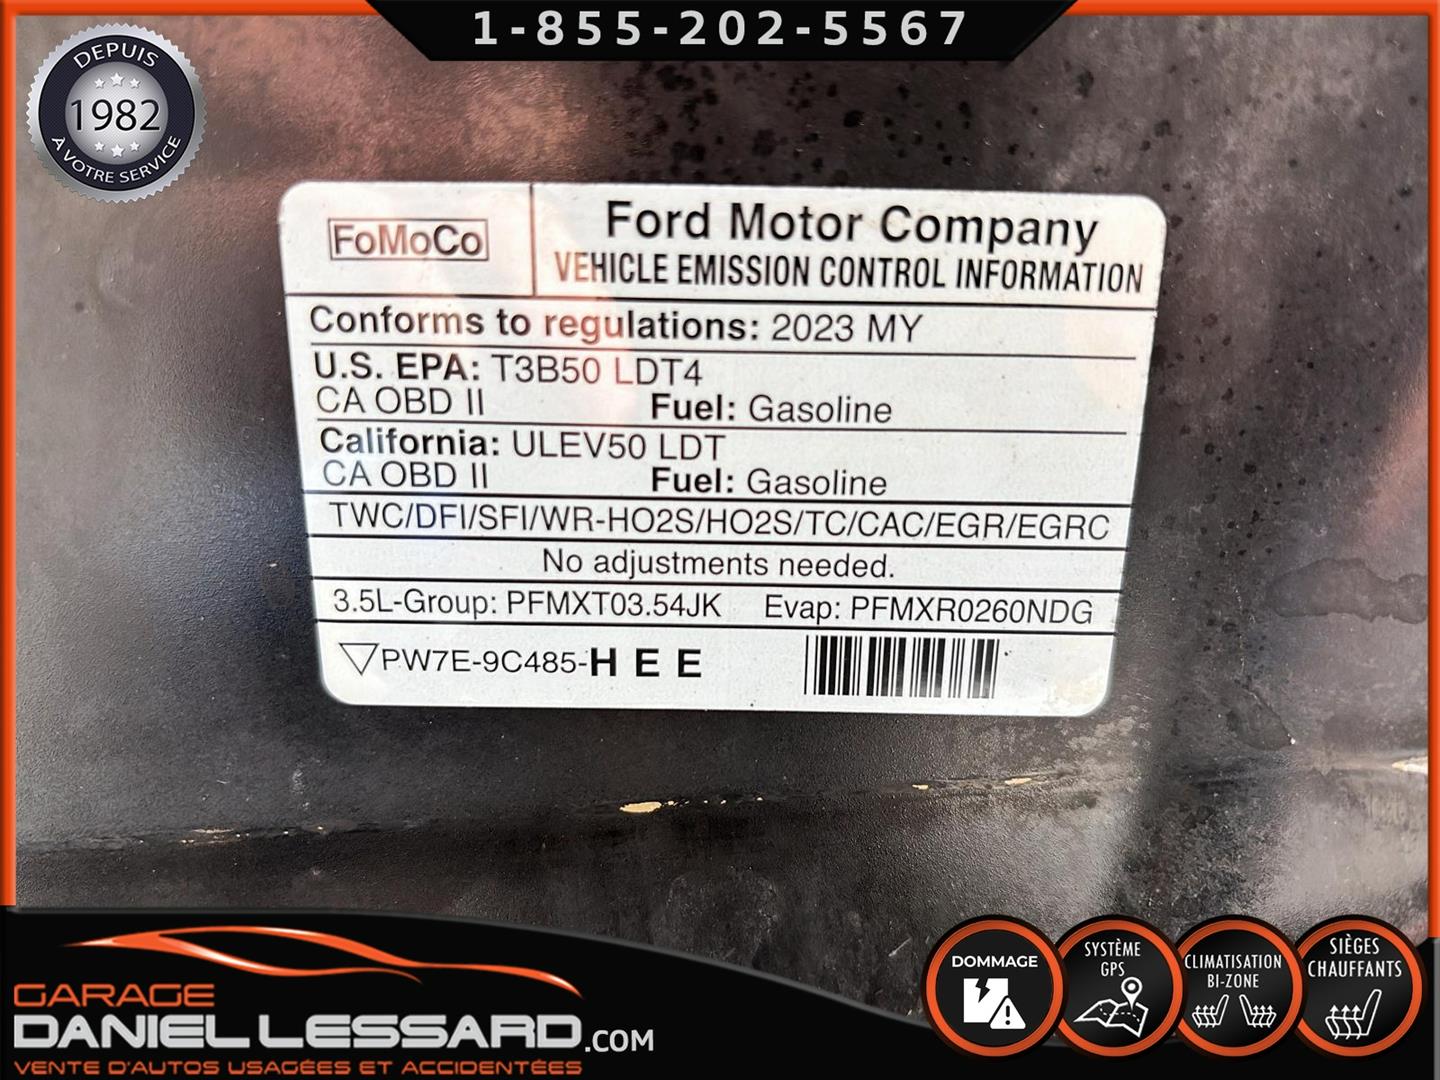 1-855-202-5567
DEPUIS
1982
À VOTRE SERVICE
FoMoCo
Ford Motor Company
VEHICLE EMISSION CONTROL INFORMATION
Conforms to regulations: 2023 MY
U.S. EPA: T3B50 LDT4
CA OBD II Fuel: Gasoline
California: ULEV50 LDT
CA OBD II Fuel: Gasoline
TWC/DFI/SFI/WR-HO2S/HO2S/TC/CAC/EGR/EGRC
No adjustments needed.
3.5L-Group: PFMXT03.54JK Evap: PFMXR0260NDG
PW7E-9C485-HEE
GARAGE
DANIEL LESSARD.COM
VENTE D'AUTOS USAGÉES ET ACCIDENTÉES
DOMMAGE
SYSTÈME
GPS
CLIMATISATION
BI-ZONE
SIÈGES
CHAUFFANTS